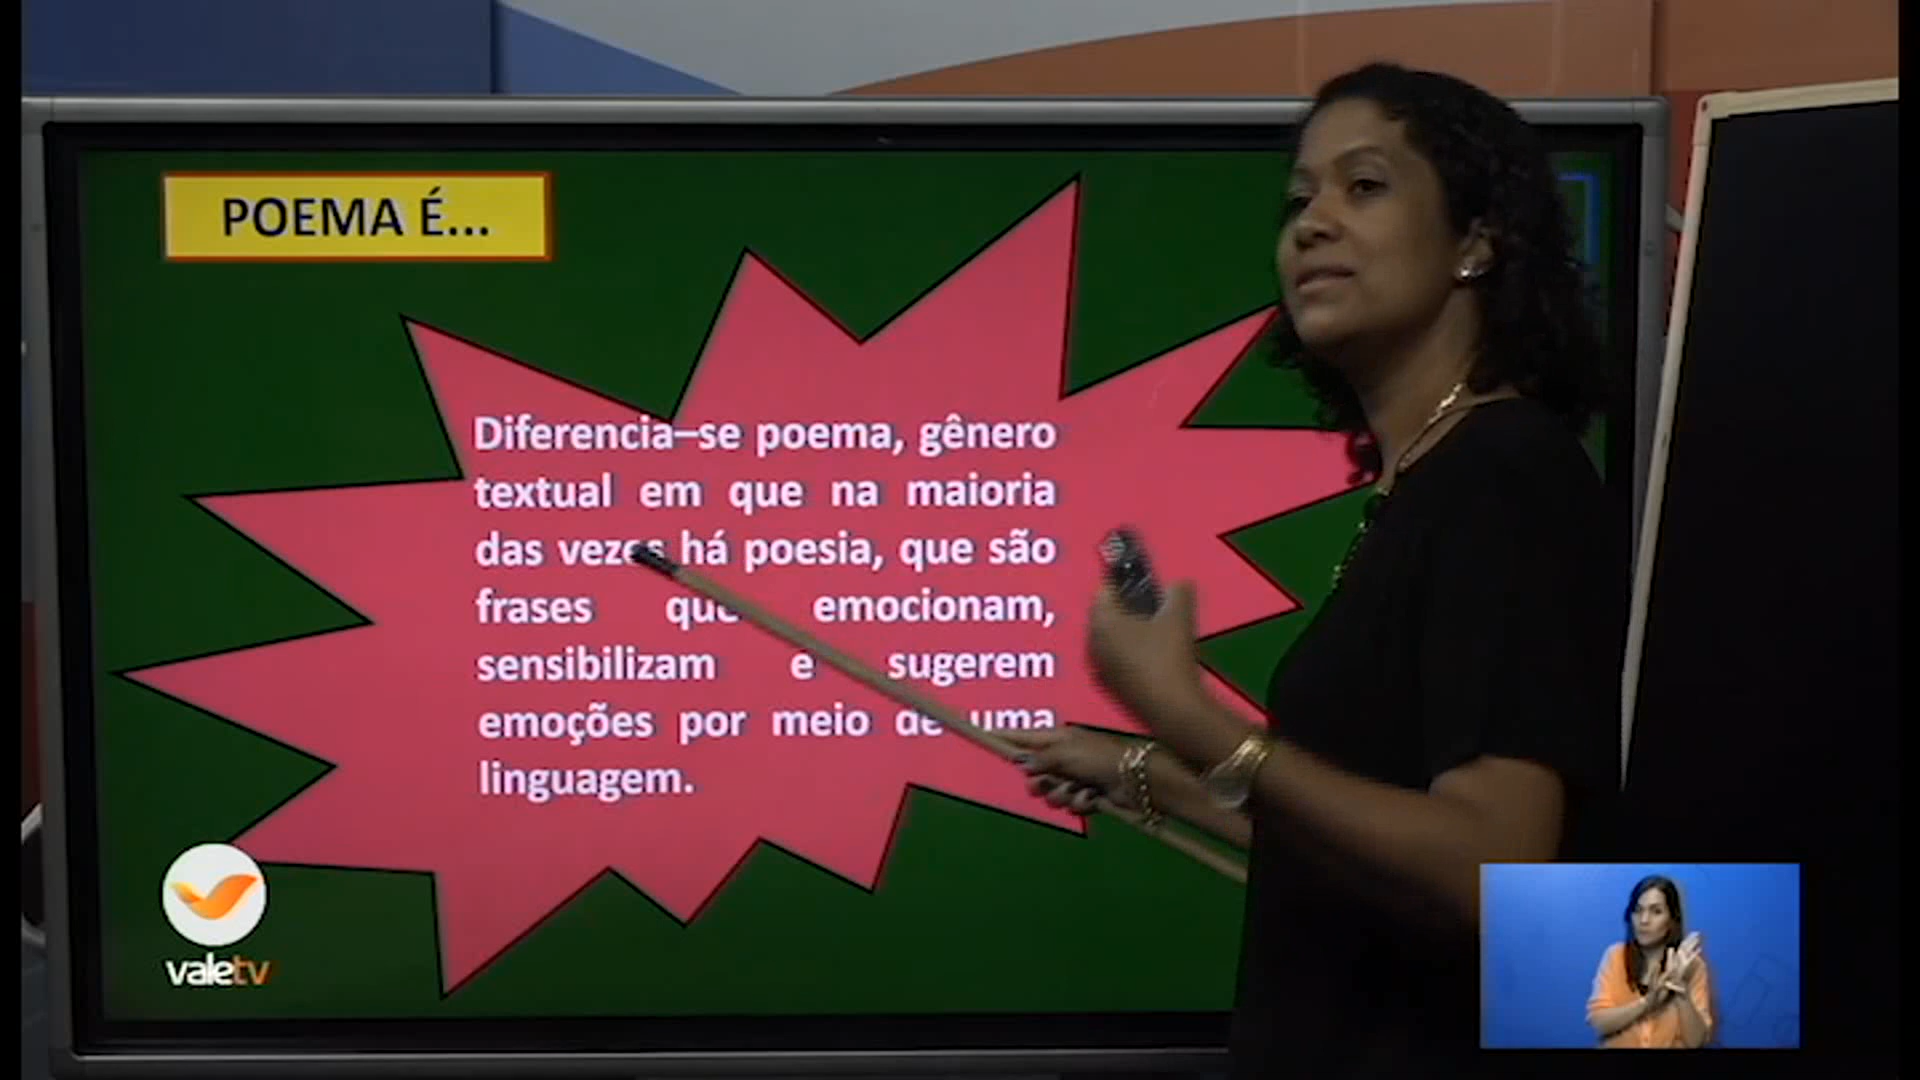 POEMA É...
Diferencia–se poema, gênero
textual em que na maioria
das vezes há poesia, que são
frases que emocionam,
sensibilizam e sugerem
emoções por meio de uma
linguagem.
valetv